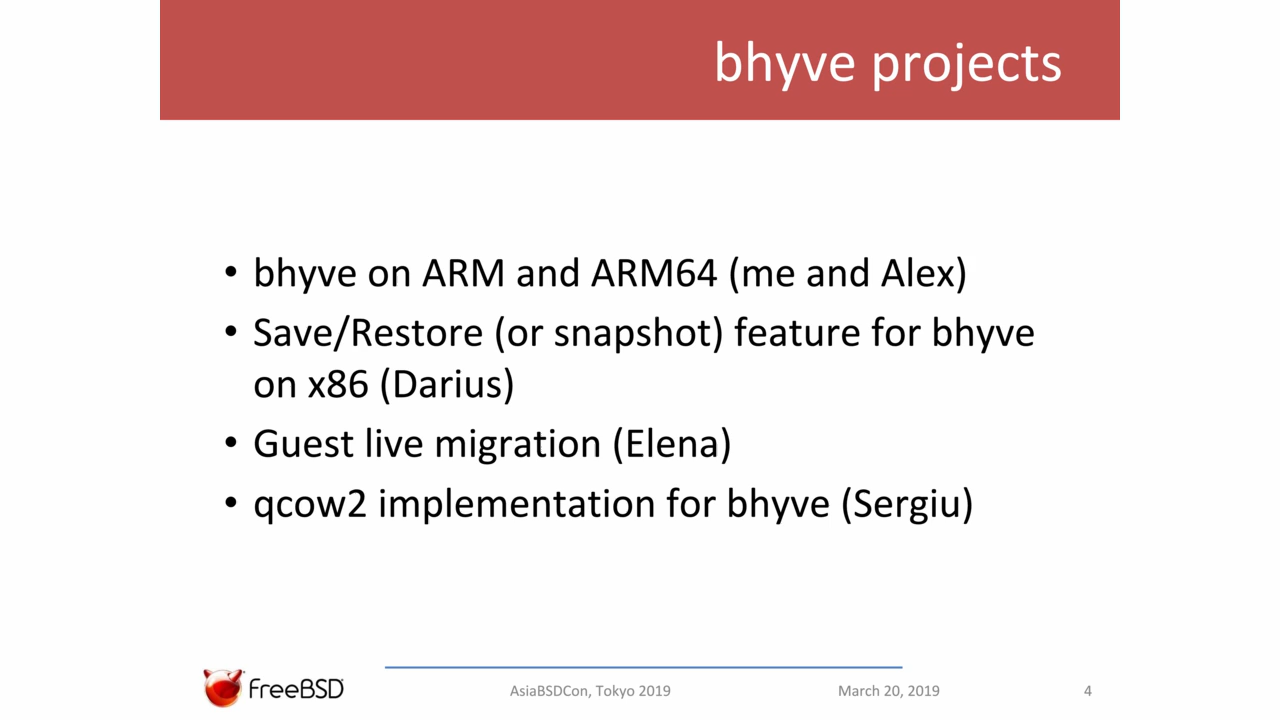 bhyve projects
• bhyve on ARM and ARM64 (me and Alex)
• Save/Restore (or snapshot) feature for bhyve
on x86 (Darius)
• Guest live migration (Elena)
• qcow2 implementation for bhyve (Sergiu)
FreeBSD
AsiaBSDCon, Tokyo 2019
March 20, 2019
4